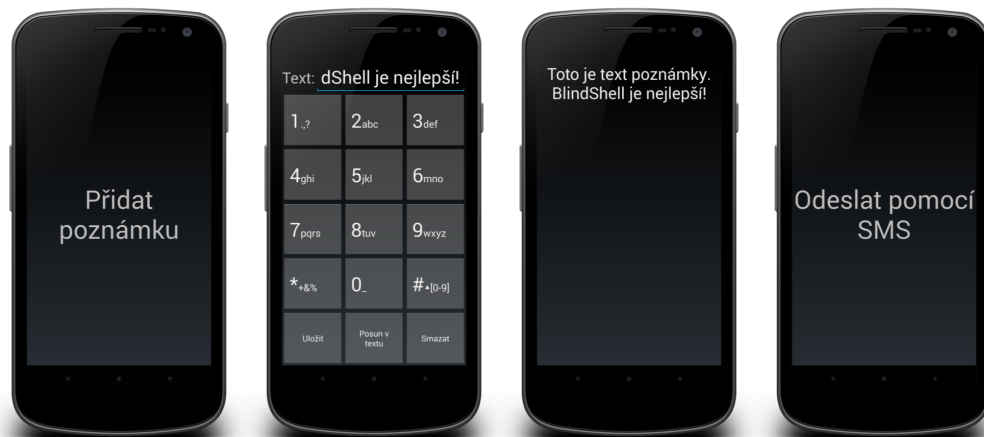 Přidat
poznámku
Text: dShell je nejlepší!
1.,? 2abc 3def
4ghi 5jkl 6mno
7pqrs 8tuv 9wxyz
*+&% 0_ #▲[0-9]
Uložit Posun v textu Smazat
Toto je text poznámky.
BlindShell je nejlepší!
Odeslat pomocí
SMS